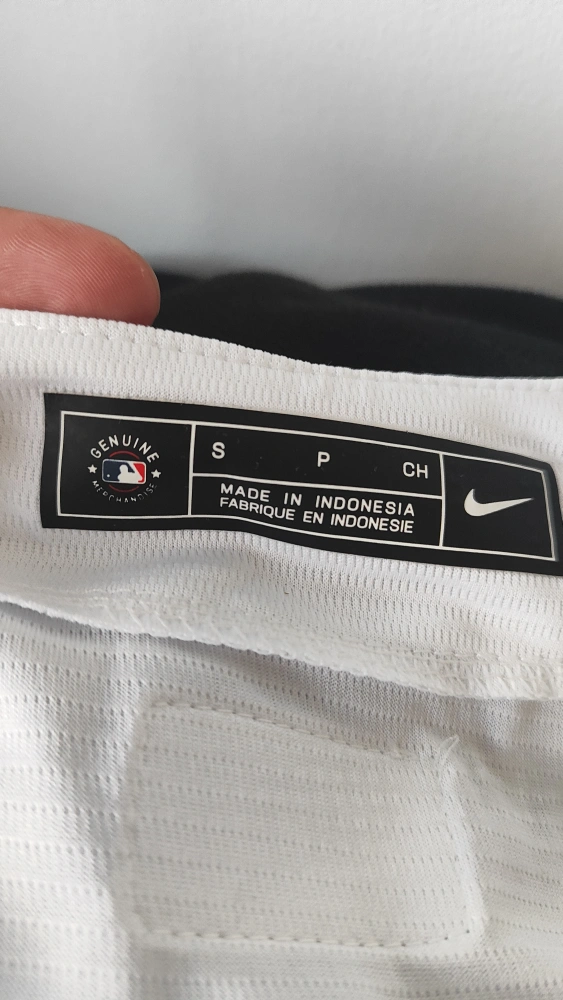 GENUINE
MERCHANDISE
S P CH
MADE IN INDONESIA
FABRIQUE EN INDONESIE